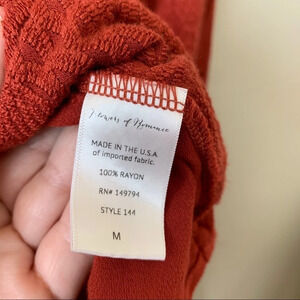 Flowers of Romance
MADE IN THE U.S.A
of imported fabric.
100% RAYON
RN# 149794
STYLE 144
M